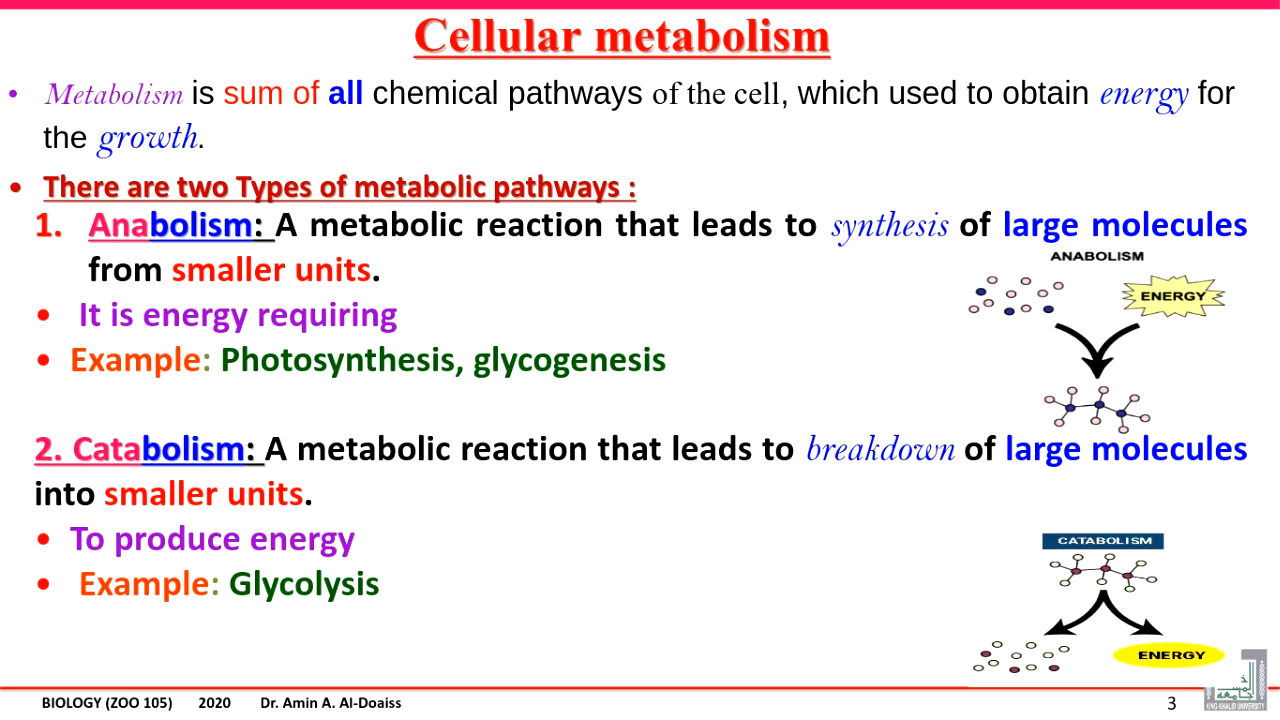 Cellular metabolism
• Metabolism is sum of all chemical pathways of the cell, which used to obtain energy for
the growth.
• There are two Types of metabolic pathways :
1. Anabolism: A metabolic reaction that leads to synthesis of large molecules
from smaller units.
ANABOLISM
ENERGY
• It is energy requiring
• Example: Photosynthesis, glycogenesis
2. Catabolism: A metabolic reaction that leads to breakdown of large molecules
into smaller units.
• To produce energy
• Example: Glycolysis
CATABOLISM
ENERGY
BIOLOGY (ZOO 105) 2020 Dr. Amin A. Al-Doaiss
3
KING KHALID UNIVERSITY